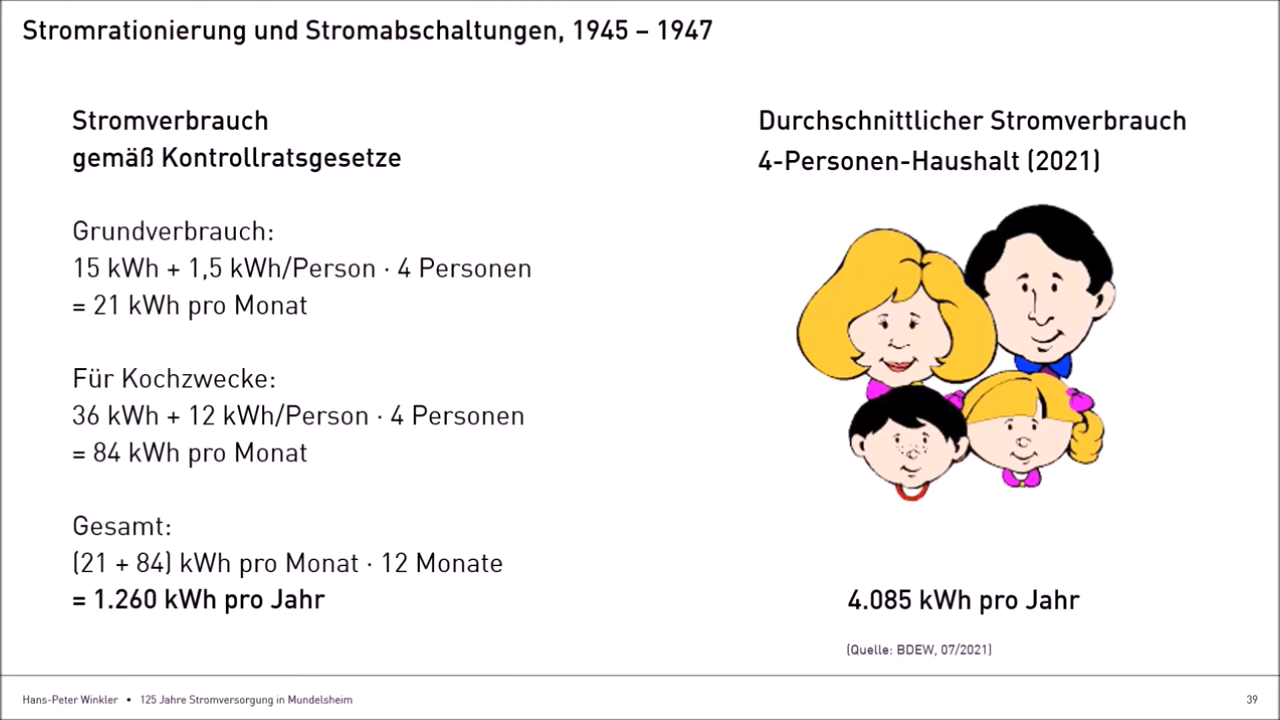 Stromrationierung und Stromabschaltungen, 1945 – 1947
Stromverbrauch
gemäß Kontrollratsgesetze
Grundverbrauch:
15 kWh + 1,5 kWh/Person · 4 Personen
= 21 kWh pro Monat
Für Kochzwecke:
36 kWh + 12 kWh/Person · 4 Personen
= 84 kWh pro Monat
Gesamt:
(21 + 84) kWh pro Monat · 12 Monate
= 1.260 kWh pro Jahr
Durchschnittlicher Stromverbrauch
4-Personen-Haushalt (2021)
4.085 kWh pro Jahr
(Quelle: BDEW, 07/2021)
Hans-Peter Winkler • 125 Jahre Stromversorgung in Mundelsheim
39